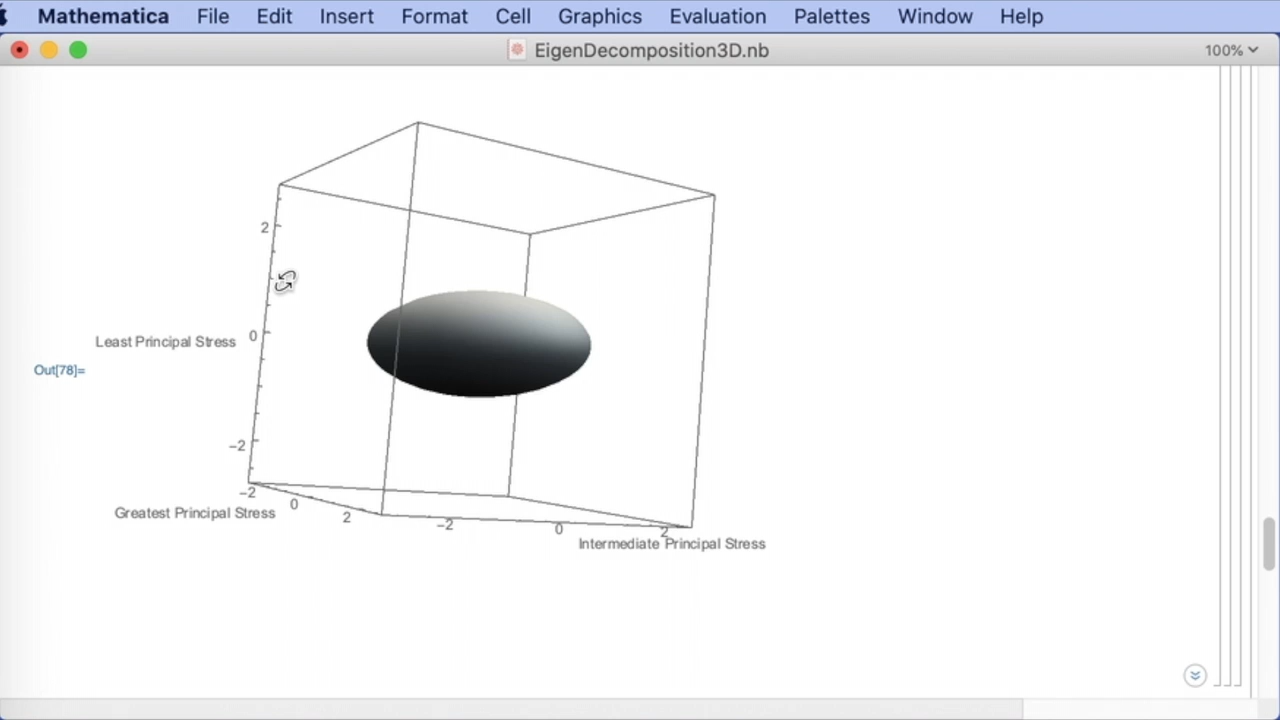 Mathematica File Edit Insert Format Cell Graphics Evaluation Palettes Window Help
EigenDecomposition3D.nb
100%
2
Least Principal Stress
0
Out[78]=
−2
−2
0
2
Greatest Principal Stress
−2
0
2
Intermediate Principal Stress